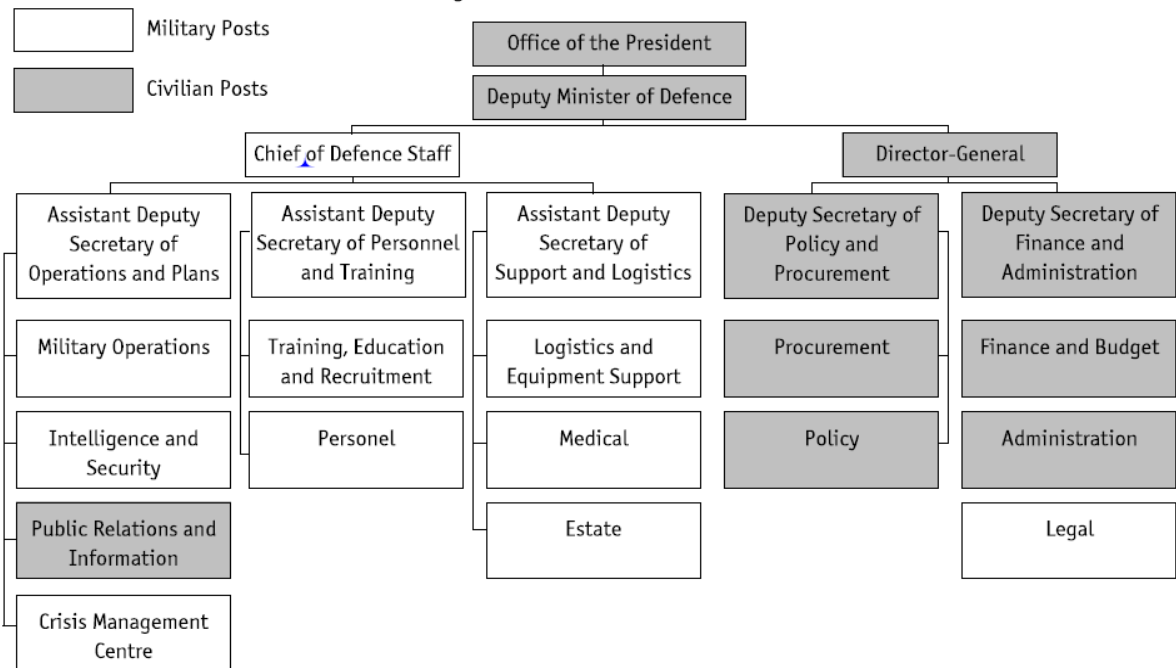 Military Posts
Civilian Posts
Office of the President
Deputy Minister of Defence
Chief of Defence Staff
Director-General
Assistant Deputy
Secretary of
Operations and Plans
Assistant Deputy
Secretary of Personnel
and Training
Assistant Deputy
Secretary of
Support and Logistics
Deputy Secretary of
Policy and
Procurement
Deputy Secretary of
Finance and
Administration
Military Operations
Training, Education
and Recruitment
Logistics and
Equipment Support
Procurement
Finance and Budget
Intelligence and
Security
Personel
Medical
Policy
Administration
Public Relations and
Information
Estate
Legal
Crisis Management
Centre